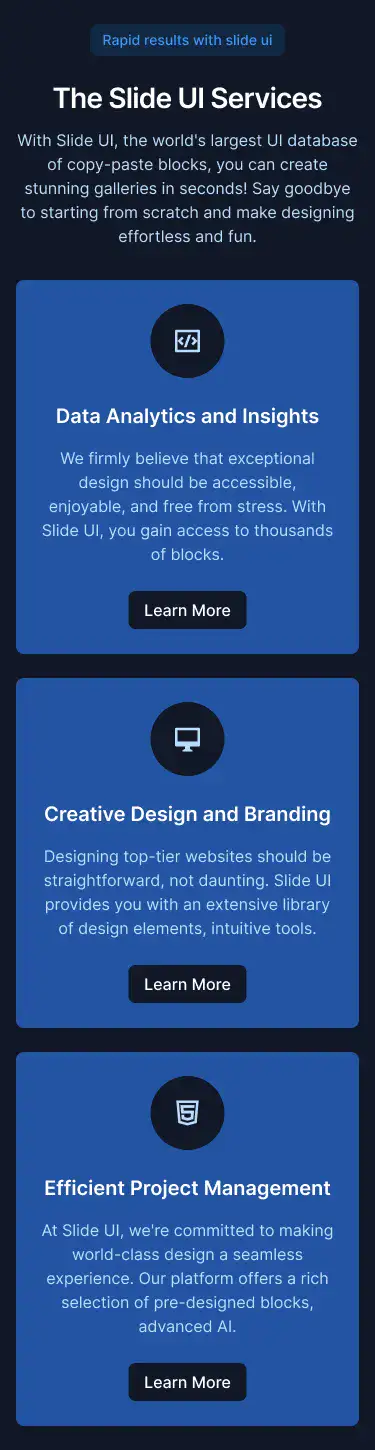 Rapid results with slide ui
The Slide UI Services
With Slide UI, the world's largest UI database
of copy-paste blocks, you can create
stunning galleries in seconds! Say goodbye
to starting from scratch and make designing
effortless and fun.
Data Analytics and Insights
We firmly believe that exceptional
design should be accessible,
enjoyable, and free from stress. With
Slide UI, you gain access to thousands
of blocks.
Learn More
Creative Design and Branding
Designing top-tier websites should be
straightforward, not daunting. Slide UI
provides you with an extensive library
of design elements, intuitive tools.
Learn More
Efficient Project Management
At Slide UI, we're committed to making
world-class design a seamless
experience. Our platform offers a rich
selection of pre-designed blocks,
advanced AI.
Learn More